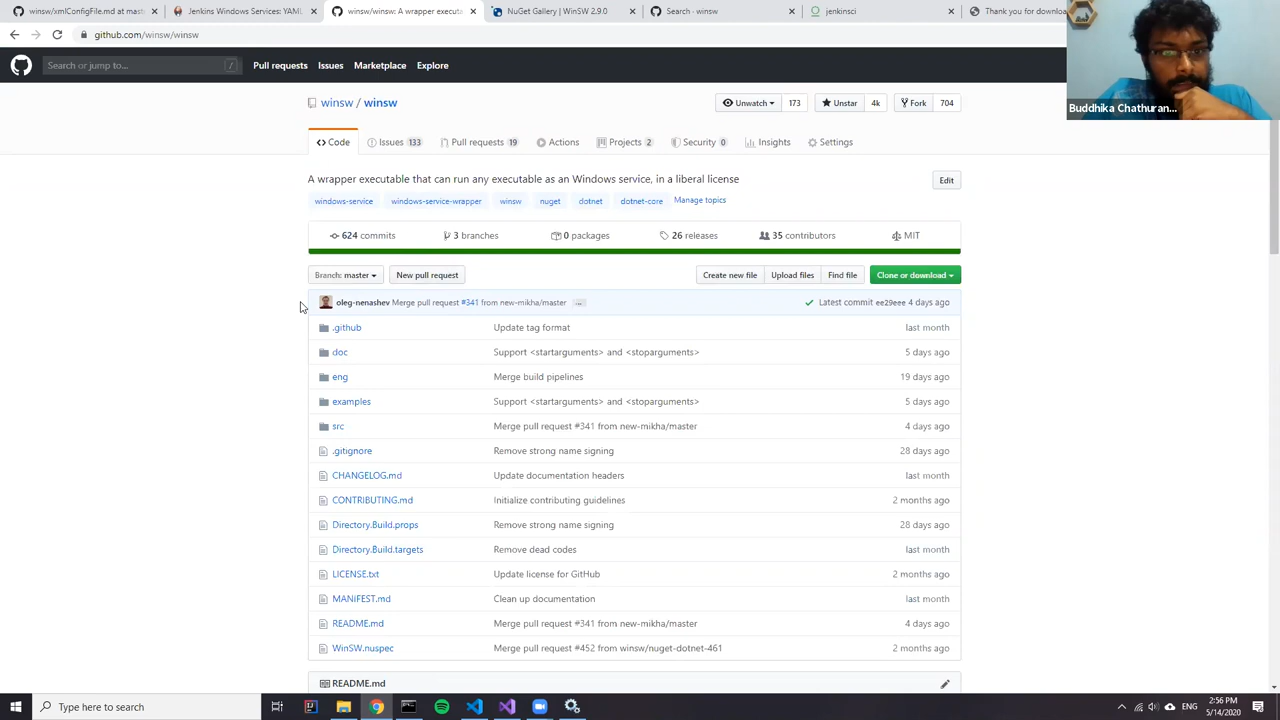 winsw/xmlConfigFile.md at mast
Jenkins Windows Services: YAML
winsw/winsw: A wrapper executa
NuGet Gallery | WinSW 2.9.0
Search - winsw
jenkinsci
Thank you for downlo
github.com/winsw/winsw
Search or jump to...
/
Pull requests
Issues
Marketplace
Explore
winsw / winsw
Unwatch
173
Unstar
4k
Fork
704
Code
Issues 133
Pull requests 19
Actions
Projects 2
Security 0
Insights
Settings
A wrapper executable that can run any executable as an Windows service, in a liberal license
Edit
windows-service
windows-service-wrapper
winsw
nuget
dotnet
dotnet-core
Manage topics
624 commits
3 branches
0 packages
26 releases
35 contributors
MIT
Branch: master
New pull request
Create new file
Upload files
Find file
Clone or download
oleg-nenashev Merge pull request #341 from new-mikha/master ...
Latest commit ee29eee 4 days ago
.github Update tag format last month
doc Support <startarguments> and <stoparguments> 5 days ago
eng Merge build pipelines 19 days ago
examples Support <startarguments> and <stoparguments> 5 days ago
src Merge pull request #341 from new-mikha/master 4 days ago
.gitignore Remove strong name signing 28 days ago
CHANGELOG.md Update documentation headers last month
CONTRIBUTING.md Initialize contributing guidelines 2 months ago
Directory.Build.props Remove strong name signing 28 days ago
Directory.Build.targets Remove dead codes last month
LICENSE.txt Update license for GitHub 2 months ago
MANIFEST.md Clean up documentation last month
README.md Merge pull request #341 from new-mikha/master 4 days ago
WinSW.nuspec Merge pull request #452 from winsw/nuget-dotnet-461 2 months ago
README.md
Buddhika Chathuran...
Type here to search
ENG
2:56 PM
5/14/2020